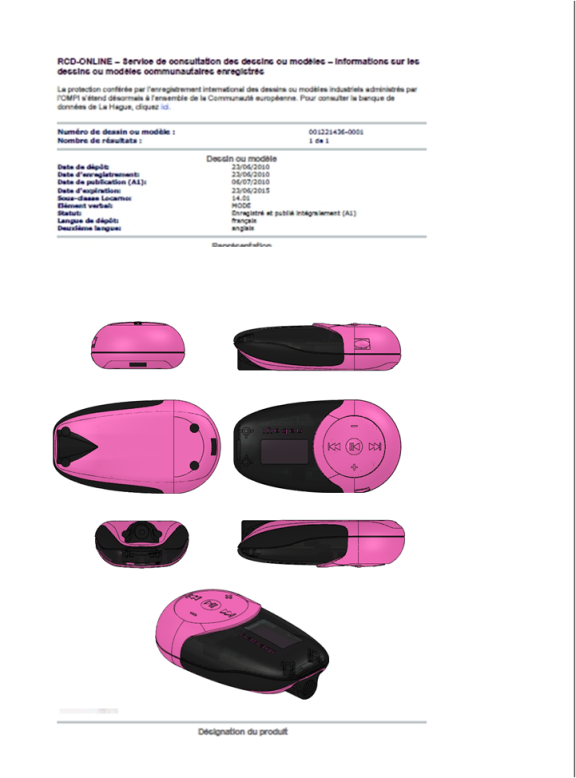 RCD-ONLINE – Service de consultation des dessins ou modèles – Informations sur les
dessins ou modèles communautaires enregistrés
La protection conférée par l'enregistrement international des dessins ou modèles industriels administrés par
l'OMPI s'étend désormais à l'ensemble de la Communauté européenne. Pour consulter la banque de
données de La Hague, cliquez ici.
Numéro de dessin ou modèle : 001221436-0001
Nombre de résultats : 1 de 1
Dessin ou modèle
Date de dépôt: 23/06/2010
Date d'enregistrement: 23/06/2010
Date de publication (A1): 06/07/2010
Date d'expiration: 23/06/2015
Sous-classe Locarno: 14.01
Elément verbal: MODE
Statut: Enregistré et publié intégralement (A1)
Langue de dépôt: français
Deuxième langue: anglais
Représentation
Désignation du produit